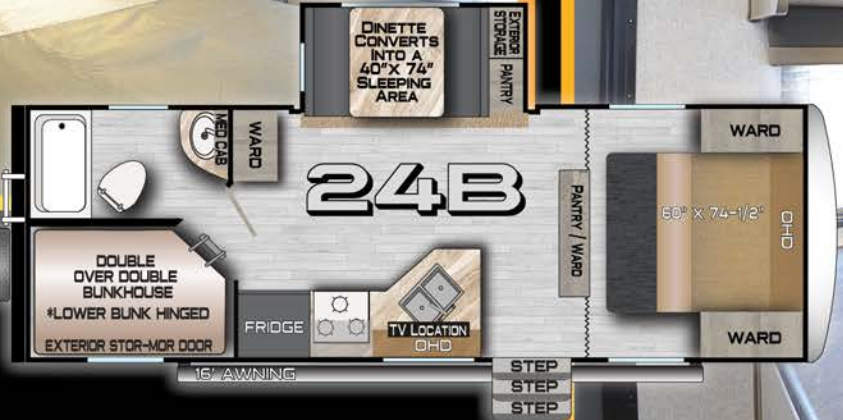 DINETTE
CONVERTS
INTO A
40"X 74"
SLEEPING
AREA
EXTERIOR
STORAGE
PANTRY
MED CAB
WARD
24B
WARD
PANTRY / WARD
60" X 74-1/2"
OHD
WARD
DOUBLE
OVER DOUBLE
BUNKHOUSE
*LOWER BUNK HINGED
EXTERIOR STOR-MOR DOOR
FRIDGE
TV LOCATION
OHD
16' AWNING
STEP
STEP
STEP